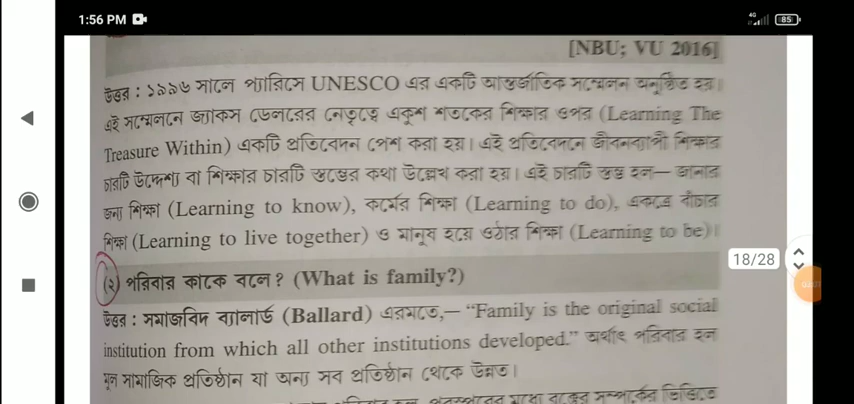 1:56 PM
4G
85
[NBU; VU 2016]
উত্তর : ১৯৯৬ সালে প্যারিসে UNESCO এর একটি আন্তর্জাতিক সম্মেলন অনুষ্ঠিত হয়।
এই সম্মেলনে জ্যাকস ডেলরের নেতৃত্বে একুশ শতকের শিক্ষার ওপর (Learning The
Treasure Within) একটি প্রতিবেদন পেশ করা হয়। এই প্রতিবেদনে জীবনব্যাপী শিক্ষার
চারটি উদ্দেশ্য বা শিক্ষার চারটি স্তম্ভের কথা উল্লেখ করা হয়। এই চারটি স্তম্ভ হল— জানার
জন্য শিক্ষা (Learning to know), কর্মের শিক্ষা (Learning to do), একত্রে বাঁচার
শিক্ষা (Learning to live together) ও মানুষ হয়ে ওঠার শিক্ষা (Learning to be)।
18/28
(২) পরিবার কাকে বলে? (What is family?)
উত্তর : সমাজবিদ ব্যালার্ড (Ballard) এরমতে,— “Family is the original social
institution from which all other institutions developed.” অর্থাৎ পরিবার হল
মূল সামাজিক প্রতিষ্ঠান যা অন্য সব প্রতিষ্ঠান থেকে উন্নত।